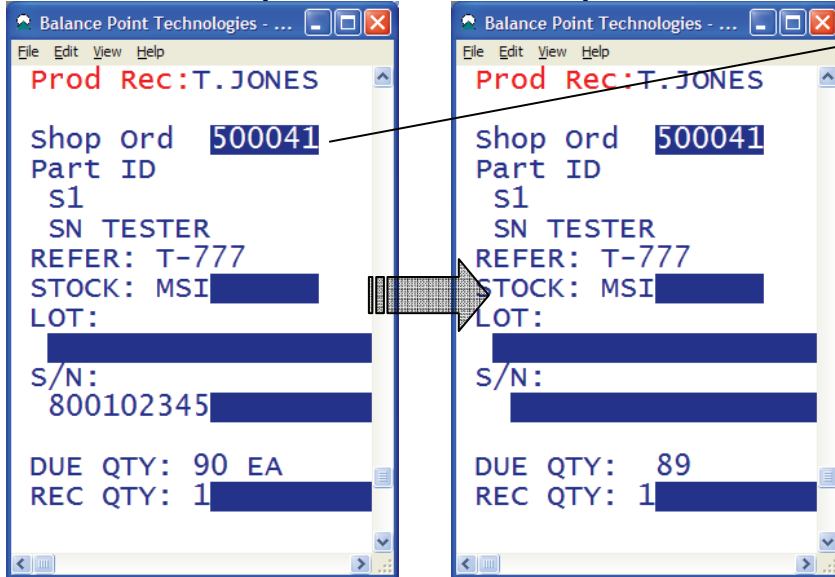 Balance Point Technologies - ...
File Edit View Help
Prod Rec:T.JONES
Shop Ord 500041
Part ID
S1
SN TESTER
REFER: T-777
STOCK: MSI
LOT:
S/N:
800102345
DUE QTY: 90 EA
REC QTY: 1
Balance Point Technologies - ...
File Edit View Help
Prod Rec:T.JONES
Shop Ord 500041
Part ID
S1
SN TESTER
REFER: T-777
STOCK: MSI
LOT:
S/N:
DUE QTY: 89
REC QTY: 1